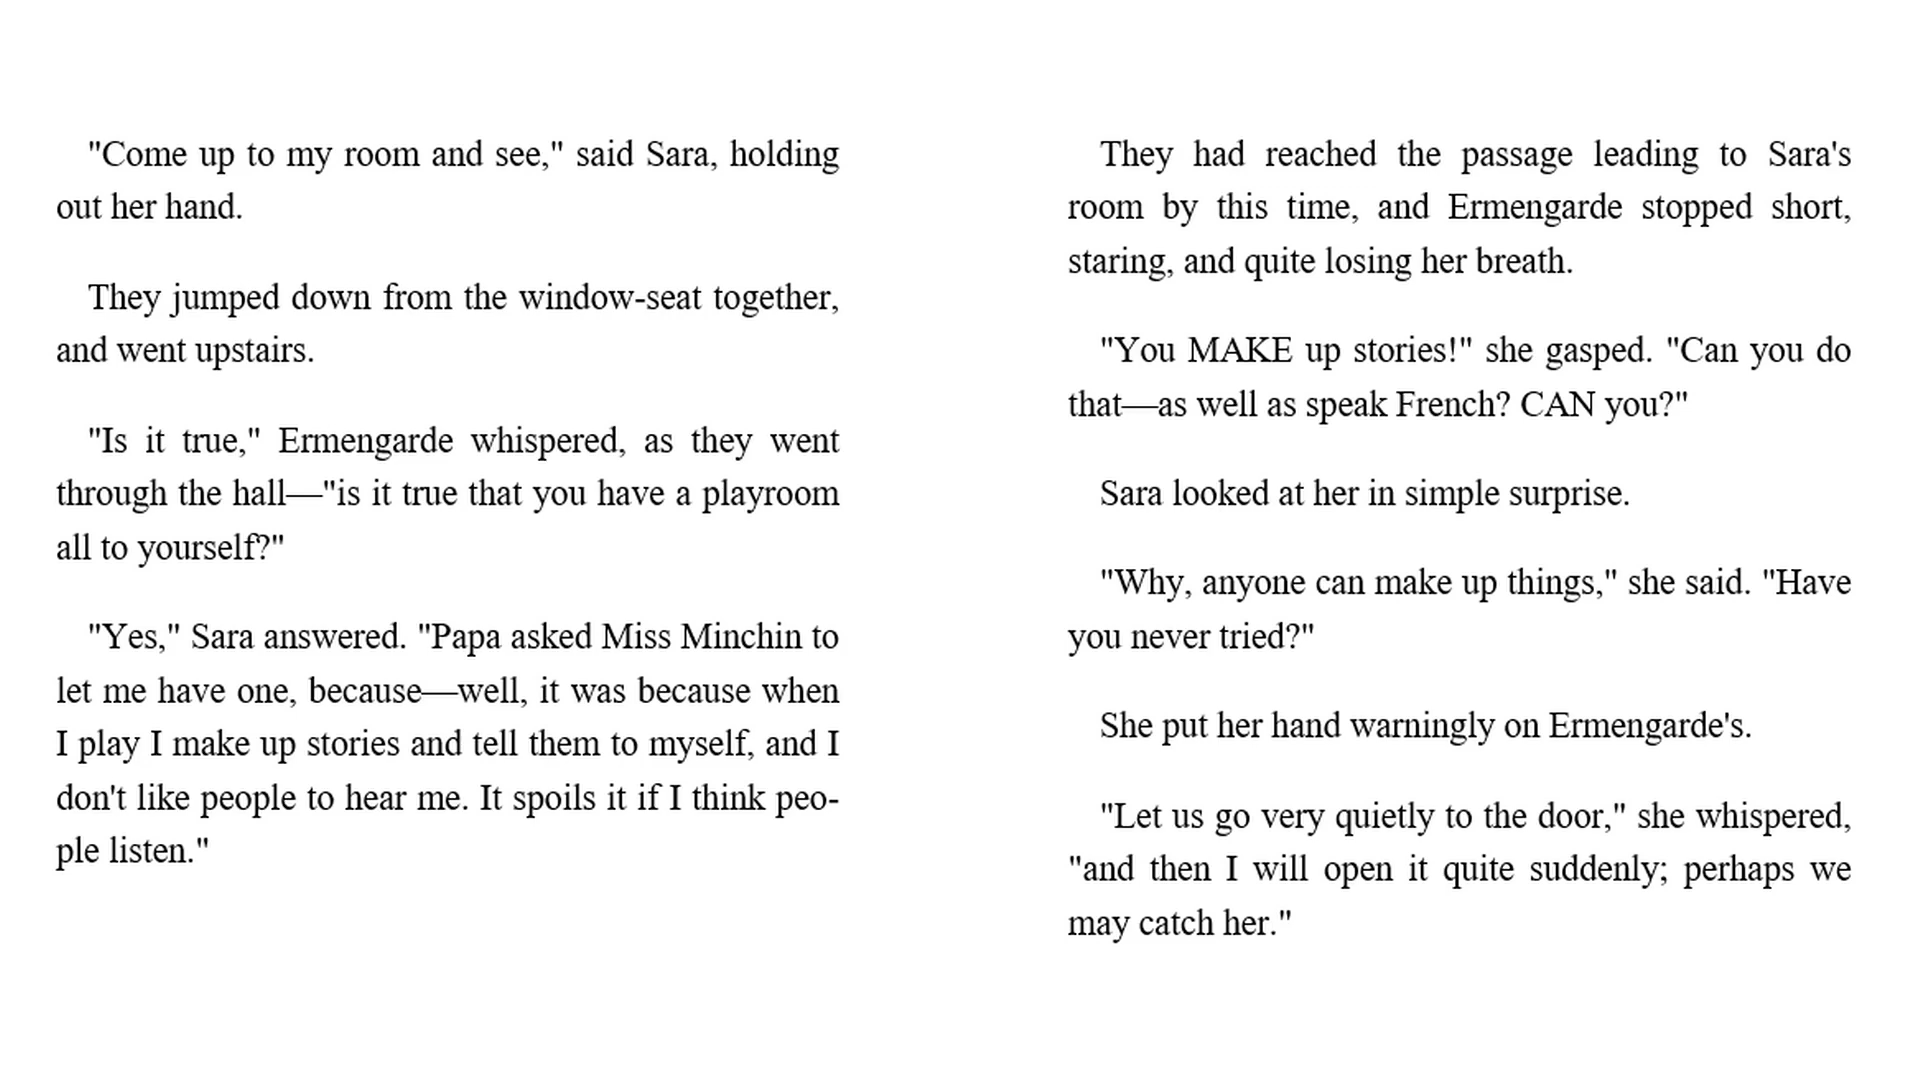 "Come up to my room and see," said Sara, holding
out her hand.
They jumped down from the window-seat together,
and went upstairs.
"Is it true," Ermengarde whispered, as they went
through the hall—"is it true that you have a playroom
all to yourself?"
"Yes," Sara answered. "Papa asked Miss Minchin to
let me have one, because—well, it was because when
I play I make up stories and tell them to myself, and I
don't like people to hear me. It spoils it if I think peo-
ple listen."
They had reached the passage leading to Sara's
room by this time, and Ermengarde stopped short,
staring, and quite losing her breath.
"You MAKE up stories!" she gasped. "Can you do
that—as well as speak French? CAN you?"
Sara looked at her in simple surprise.
"Why, anyone can make up things," she said. "Have
you never tried?"
She put her hand warningly on Ermengarde's.
"Let us go very quietly to the door," she whispered,
"and then I will open it quite suddenly; perhaps we
may catch her."